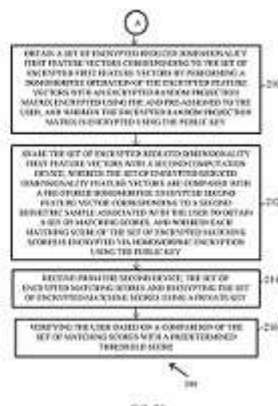 A
OBTAIN A SET OF ENCRYPTED REDUCED DIMENSIONALITY
FIRST FEATURE VECTORS CORRESPONDING TO THE SET OF
ENCRYPTED FIRST FEATURE VECTORS BY PERFORMING A
HOMOMORPHIC OPERATION OF THE ENCRYPTED FEATURE
VECTORS WITH AN ENCRYPTED RANDOM PROJECTION
MATRIX ENCRYPTED USING FHE AND PRE-ASSIGNED TO THE
USER, AND WHEREIN THE ENCRYPTED RANDOM PROJECTION
MATRIX IS ENCRYPTED USING THE PUBLIC KEY
SHARE THE SET OF ENCRYPTED REDUCED DIMENSIONALITY
FIRST FEATURE VECTORS WITH A SECOND COMPUTATION
DEVICE, WHEREIN THE SET OF ENCRYPTED REDUCED
DIMENSIONALITY FEATURE VECTORS ARE COMPARED WITH
A PRE-STORED HOMOMORPHIC ENCRYPTED SECOND
FEATURE VECTOR CORRESPONDING TO A SECOND
BIOMETRIC SAMPLE ASSOCIATED WITH THE USER TO OBTAIN
A SET OF MATCHING SCORES, AND WHEREIN EACH
MATCHING SCORE OF THE SET OF ENCRYPTED MATCHING
SCORES IS ENCRYPTED VIA HOMOMORPHIC ENCRYPTION
USING THE PUBLIC KEY
212
RECEIVE FROM THE SECOND DEVICE, THE SET OF
ENCRYPTED MATCHING SCORES AND DECRYPTING THE SET
OF ENCRYPTED MATCHING SCORES USING A PRIVATE KEY
214
VERIFYING THE USER BASED ON A COMPARISON OF THE
SET OF MATCHING SCORES WITH A PREDETERMINED
THRESHOLD SCORE
216